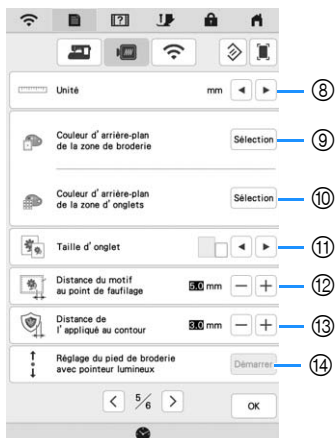 Unité mm ⑧
Couleur d'arrière-plan
de la zone de broderie
Sélection ⑨
Couleur d'arrière-plan
de la zone d'onglets
Sélection ⑩
Taille d'onglet ⑪
Distance du motif
au point de faufilage
5.0 mm − + ⑫
Distance de
l'appliqué au contour
3.0 mm − + ⑬
Réglage du pied de broderie
avec pointeur lumineux
Démarrer ⑭
< 5/6 > OK